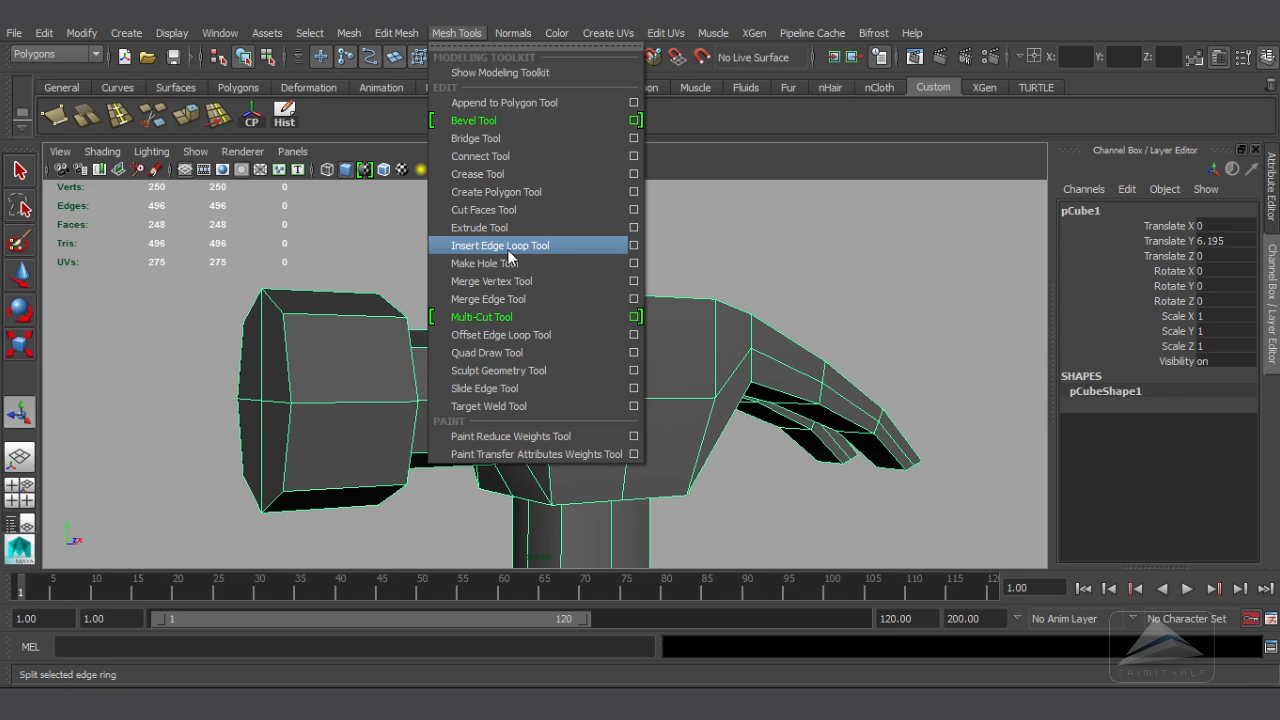 File Edit Modify Create Display Window Assets Select Mesh Edit Mesh Mesh Tools Normals Color Create UVs Edit UVs Muscle XGen Pipeline Cache Bifrost Help
Polygons No Live Surface X: Y: Z:
General Curves Surfaces Polygons Deformation Animation on Muscle Fluids Fur nHair nCloth Custom XGen TURTLE
CP Hist
MODELING TOOLKIT
Show Modeling Toolkit
EDIT
Append to Polygon Tool
Bevel Tool
Bridge Tool
Connect Tool
Crease Tool
Create Polygon Tool
Cut Faces Tool
Extrude Tool
Insert Edge Loop Tool
Make Hole Tool
Merge Vertex Tool
Merge Edge Tool
Multi-Cut Tool
Offset Edge Loop Tool
Quad Draw Tool
Sculpt Geometry Tool
Slide Edge Tool
Target Weld Tool
PAINT
Paint Reduce Weights Tool
Paint Transfer Attributes Weights Tool
View Shading Lighting Show Renderer Panels
Verts: 250 250 0
Edges: 496 496 0
Faces: 248 248 0
Tris: 496 496 0
UVs: 275 275 0
persp
Channel Box / Layer Editor
Channels Edit Object Show
pCube1
Translate X 0
Translate Y 6.195
Translate Z 0
Rotate X 0
Rotate Y 0
Rotate Z 0
Scale X 1
Scale Y 1
Scale Z 1
Visibility on
SHAPES
pCubeShape1
Attribute Editor
Channel Box / Layer Editor
y
zx
MAYA
1 5 10 15 20 25 30 35 40 45 50 55 60 65 70 75 80 85 90 95 100 105 110 115 12 1.00
1.00 1.00 1 120 120.00 200.00 No Anim Layer No Character Set
MEL
Split selected edge ring
TRIMITHALS